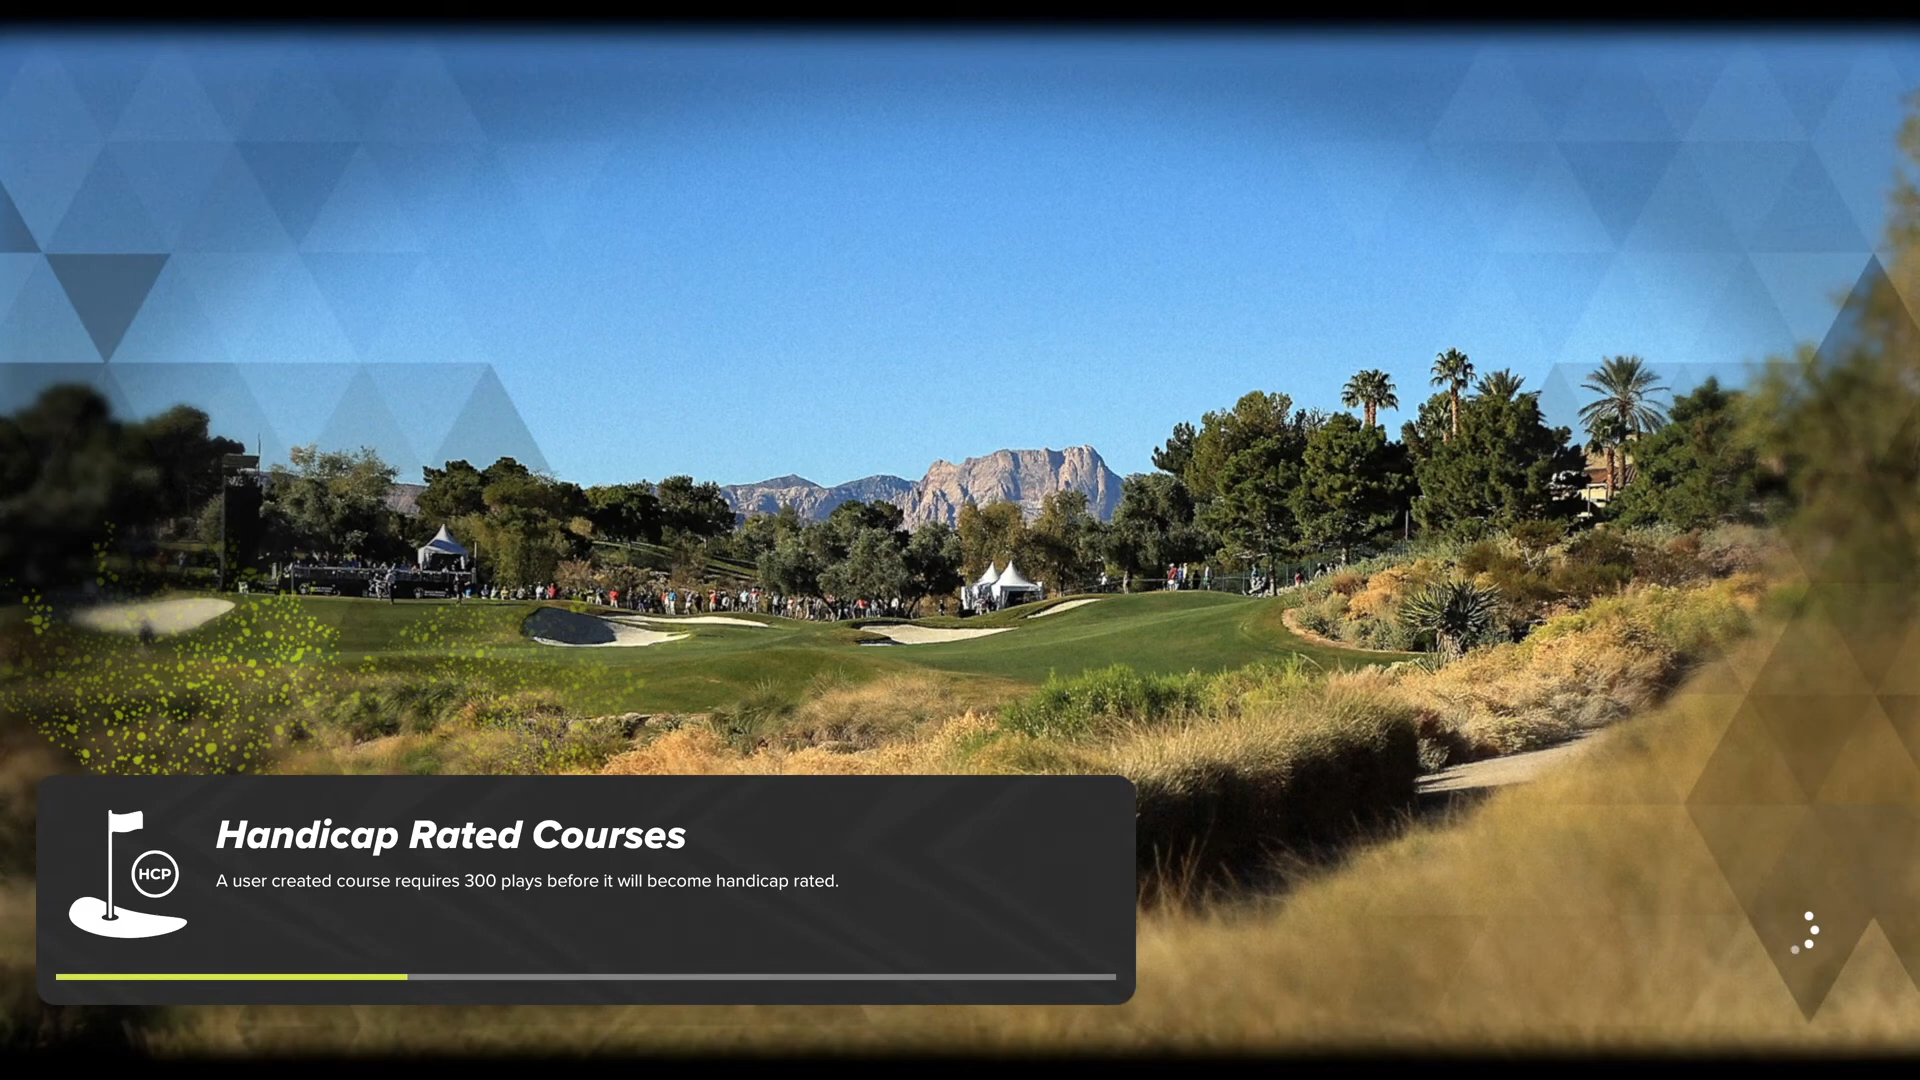 Handicap Rated Courses
HCP
A user created course requires 300 plays before it will become handicap rated.